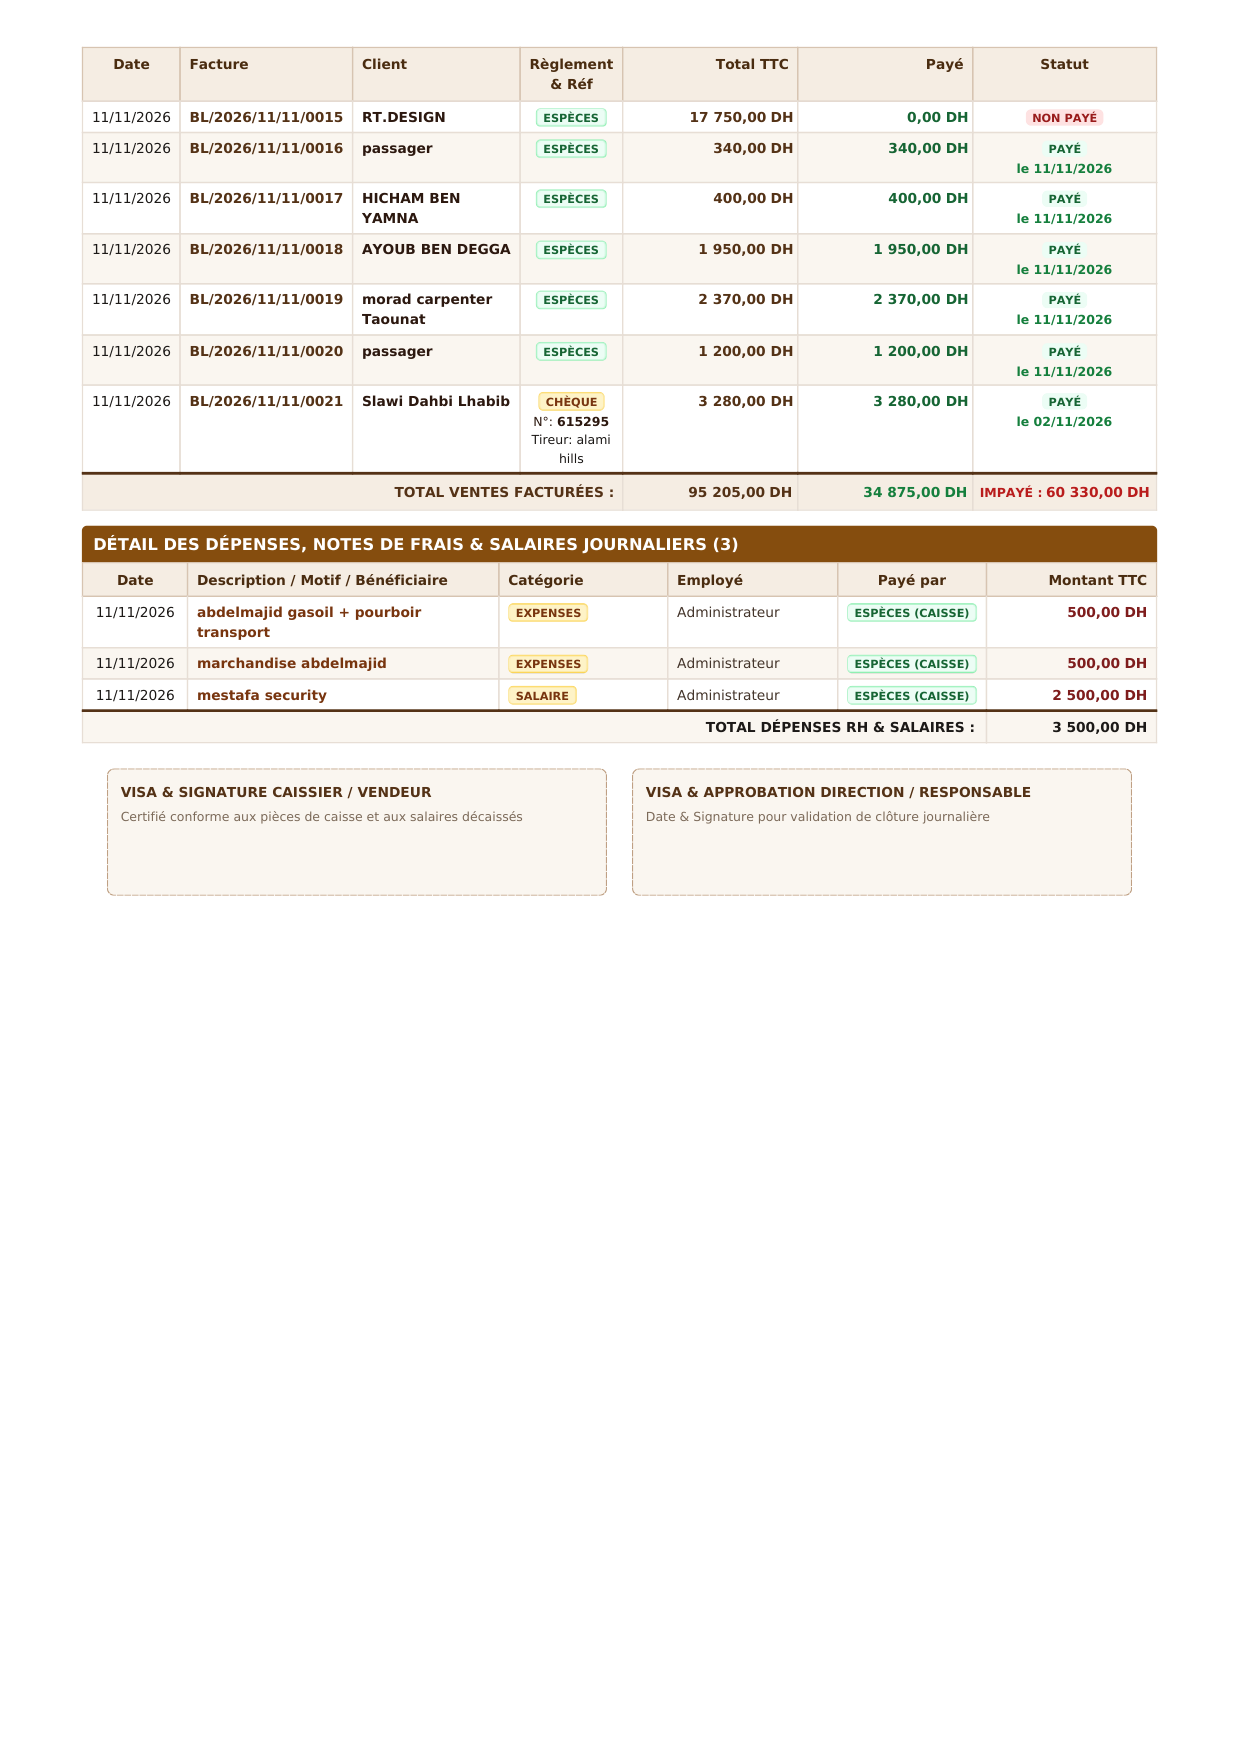 Date Facture Client Règlement & Réf Total TTC Payé Statut
11/11/2026 BL/2026/11/11/0015 RT.DESIGN ESPÈCES 17 750,00 DH 0,00 DH NON PAYÉ
11/11/2026 BL/2026/11/11/0016 passager ESPÈCES 340,00 DH 340,00 DH PAYÉ
le 11/11/2026
11/11/2026 BL/2026/11/11/0017 HICHAM BEN YAMNA ESPÈCES 400,00 DH 400,00 DH PAYÉ
le 11/11/2026
11/11/2026 BL/2026/11/11/0018 AYOUB BEN DEGGA ESPÈCES 1 950,00 DH 1 950,00 DH PAYÉ
le 11/11/2026
11/11/2026 BL/2026/11/11/0019 morad carpenter Taounat ESPÈCES 2 370,00 DH 2 370,00 DH PAYÉ
le 11/11/2026
11/11/2026 BL/2026/11/11/0020 passager ESPÈCES 1 200,00 DH 1 200,00 DH PAYÉ
le 11/11/2026
11/11/2026 BL/2026/11/11/0021 Slawi Dahbi Lhabib CHÈQUE 3 280,00 DH 3 280,00 DH PAYÉ
N°: 615295 le 02/11/2026
Tireur: alami
hills
TOTAL VENTES FACTURÉES : 95 205,00 DH 34 875,00 DH IMPAYÉ : 60 330,00 DH
DÉTAIL DES DÉPENSES, NOTES DE FRAIS & SALAIRES JOURNALIERS (3)
Date Description / Motif / Bénéficiaire Catégorie Employé Payé par Montant TTC
11/11/2026 abdelmajid gasoil + pourboir EXPENSES Administrateur ESPÈCES (CAISSE) 500,00 DH
transport
11/11/2026 marchandise abdelmajid EXPENSES Administrateur ESPÈCES (CAISSE) 500,00 DH
11/11/2026 mestafa security SALAIRE Administrateur ESPÈCES (CAISSE) 2 500,00 DH
TOTAL DÉPENSES RH & SALAIRES : 3 500,00 DH
VISA & SIGNATURE CAISSIER / VENDEUR
Certifié conforme aux pièces de caisse et aux salaires décaissés
VISA & APPROBATION DIRECTION / RESPONSABLE
Date & Signature pour validation de clôture journalière